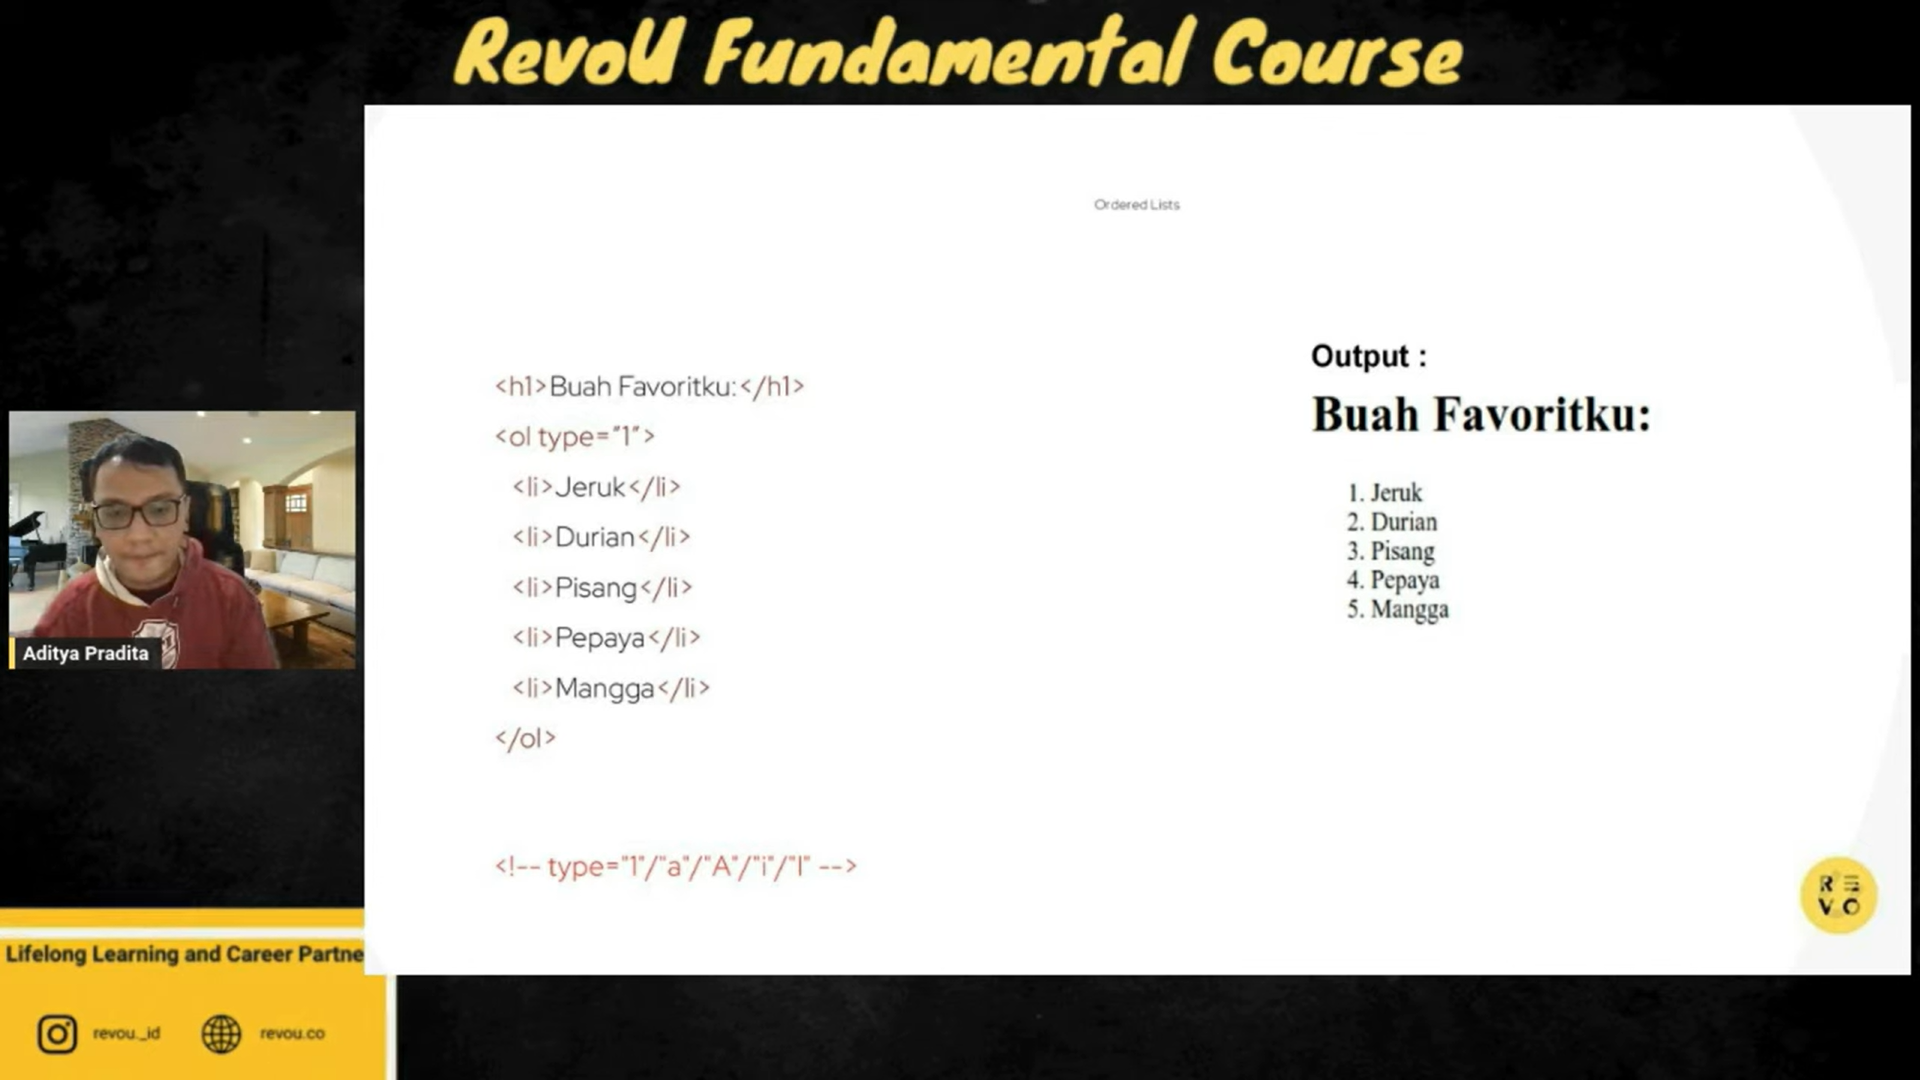 RevoU Fundamental Course
Ordered Lists
<h1>Buah Favoritku:</h1>
<ol type="1">
<li>Jeruk</li>
<li>Durian</li>
<li>Pisang</li>
<li>Pepaya</li>
<li>Mangga</li>
</ol>
<!-- type="1"/"a"/"A"/"i"/"I" -->
Output :
Buah Favoritku:
1. Jeruk
2. Durian
3. Pisang
4. Pepaya
5. Mangga
Aditya Pradita
Lifelong Learning and Career Partne
revou_id
revou.co
R E
V O